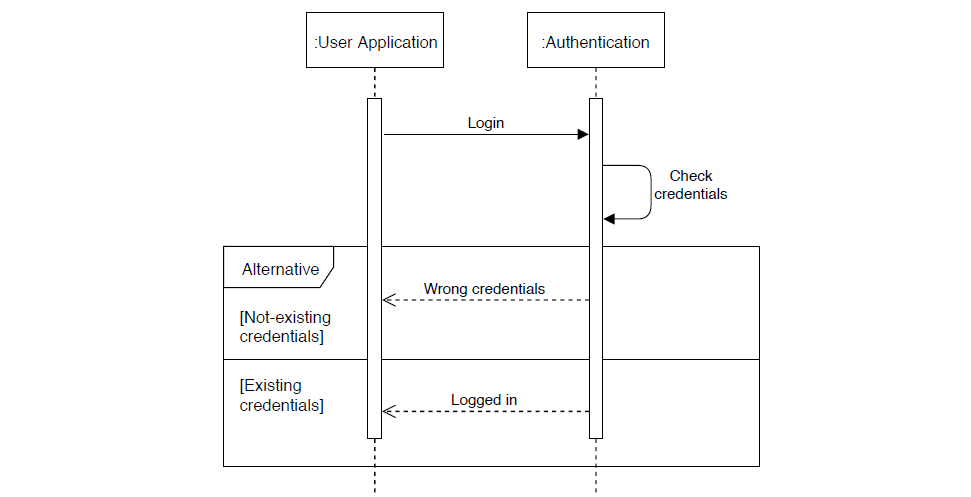 :User Application
:Authentication
Login
Check
credentials
Alternative
Wrong credentials
[Not-existing
credentials]
[Existing
credentials]
Logged in